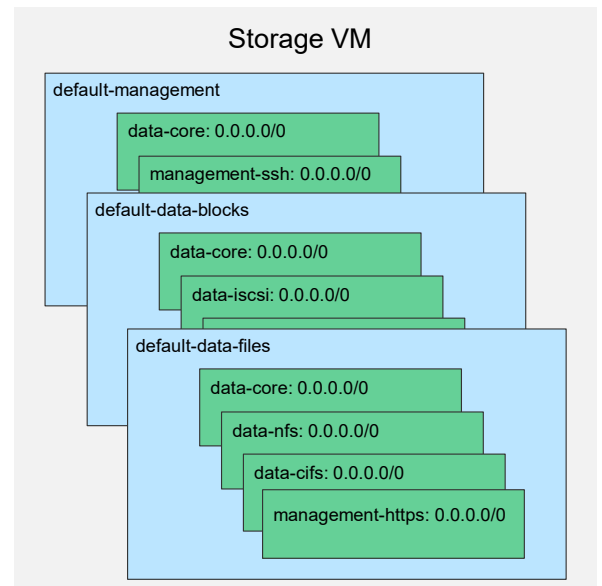 Storage VM
default-management
data-core: 0.0.0.0/0
management-ssh: 0.0.0.0/0
default-data-blocks
data-core: 0.0.0.0/0
data-iscsi: 0.0.0.0/0
default-data-files
data-core: 0.0.0.0/0
data-nfs: 0.0.0.0/0
data-cifs: 0.0.0.0/0
management-https: 0.0.0.0/0